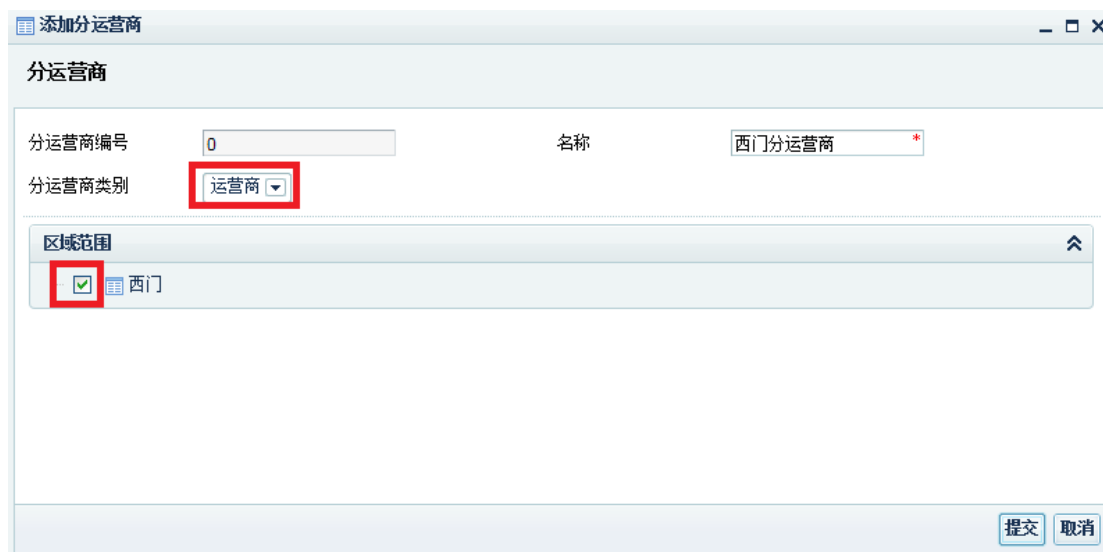 添加分运营商
分运营商
分运营商编号 0 名称 西门分运营商 *
分运营商类别 运营商
区域范围
西门
提交 取消